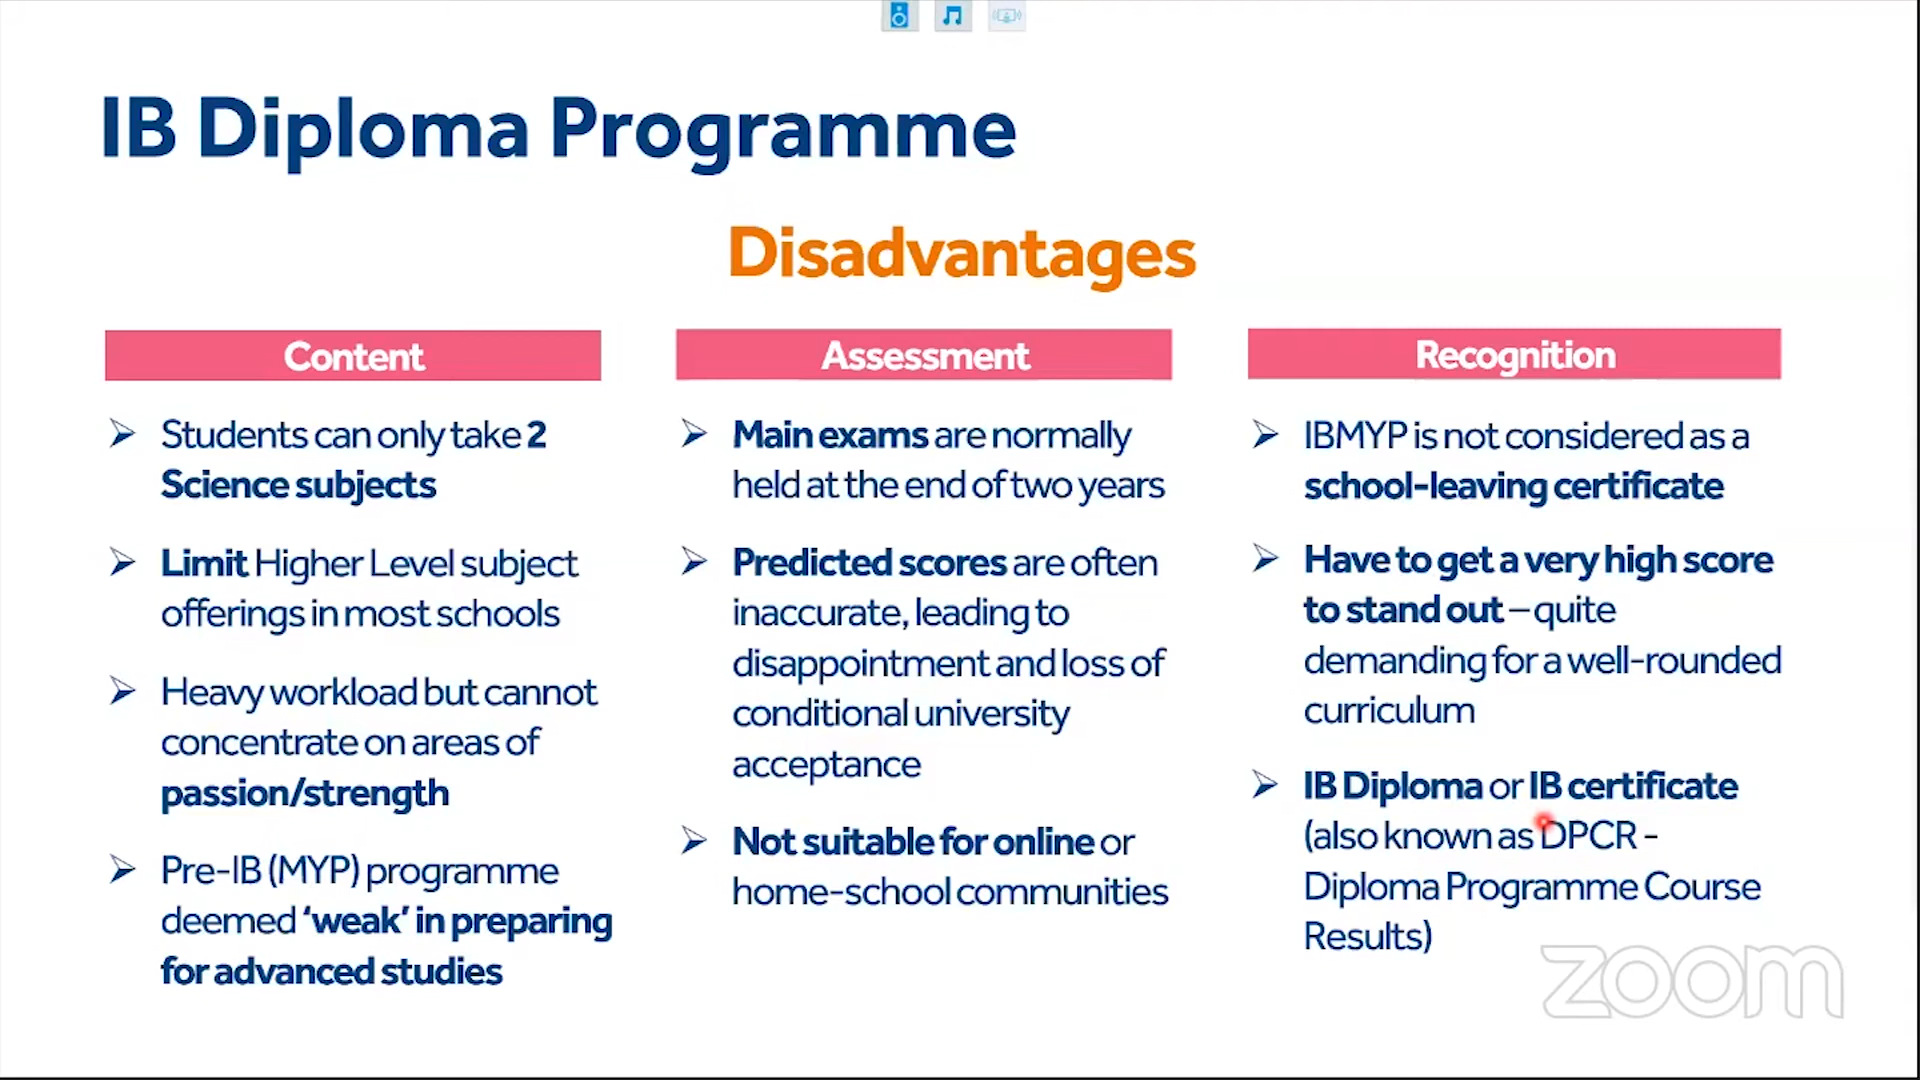 IB Diploma Programme
Disadvantages
Content
Students can only take 2
Science subjects
Limit Higher Level subject
offerings in most schools
Heavy workload but cannot
concentrate on areas of
passion/strength
Pre-IB (MYP) programme
deemed ‘weak’ in preparing
for advanced studies
Assessment
Main exams are normally
held at the end of two years
Predicted scores are often
inaccurate, leading to
disappointment and loss of
conditional university
acceptance
Not suitable for online or
home-school communities
Recognition
IBMYP is not considered as a
school-leaving certificate
Have to get a very high score
to stand out – quite
demanding for a well-rounded
curriculum
IB Diploma or IB certificate
(also known as DPCR -
Diploma Programme Course
Results)
zoom